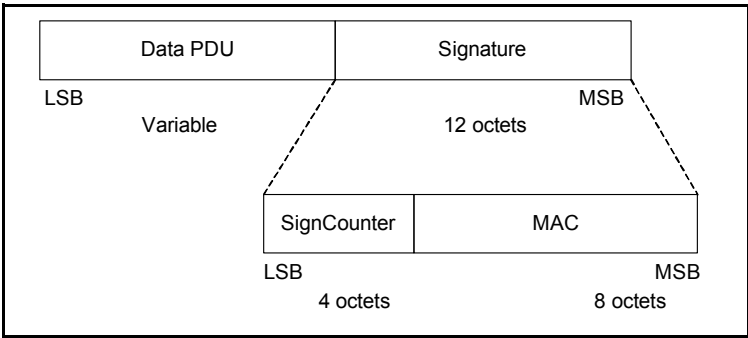 Data PDU Signature
LSB MSB
Variable 12 octets
SignCounter MAC
LSB MSB
4 octets 8 octets